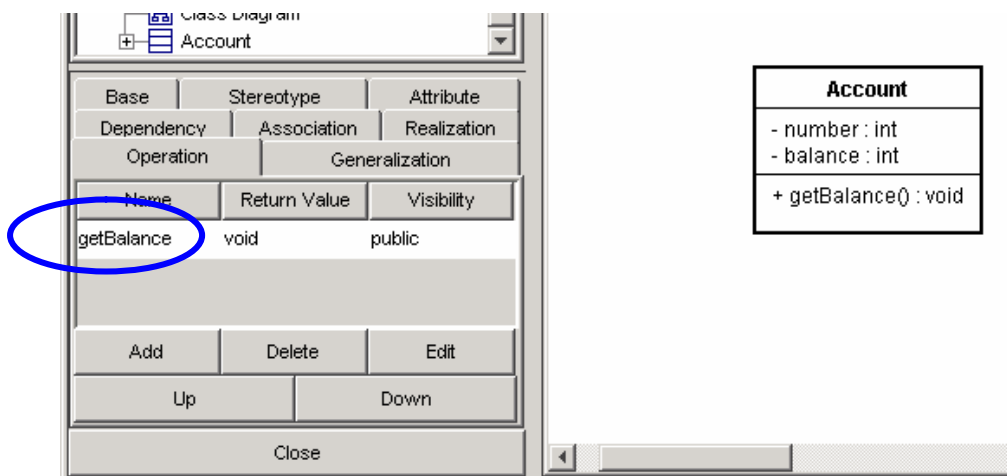 Class Diagram
Account
Base Stereotype Attribute
Dependency Association Realization
Operation Generalization
Name Return Value Visibility
getBalance void public
Add Delete Edit
Up Down
Close
Account
- number : int
- balance : int
+ getBalance() : void